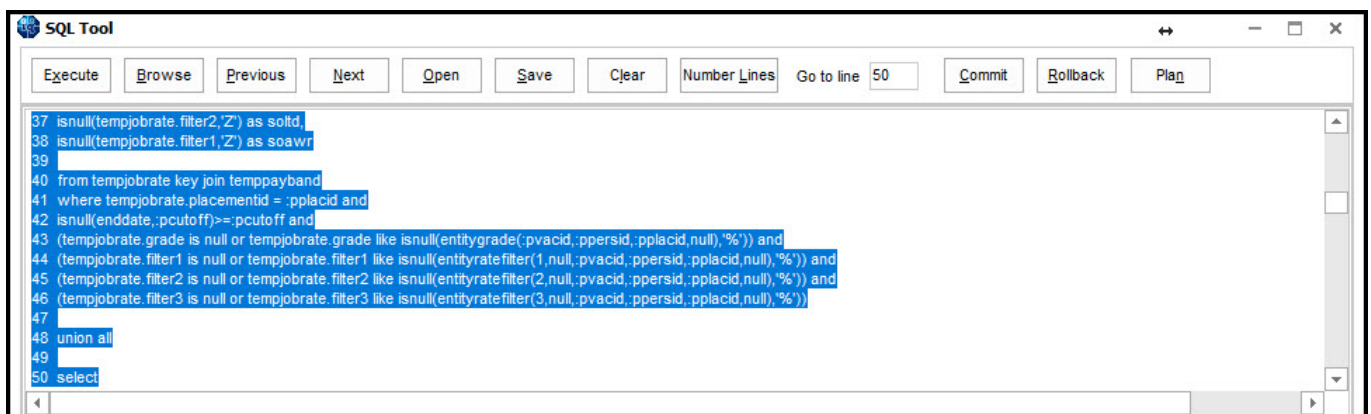 SQL Tool
Execute Browse Previous Next Open Save Clear Number Lines Go to line 50 Commit Rollback Plan
37 isnull(tempjobrate.filter2,'Z') as soltd,
38 isnull(tempjobrate.filter1,'Z') as soawr
39
40 from tempjobrate key join temppayband
41 where tempjobrate.placementid = :pplacid and
42 isnull(enddate,:pcutoff)>=:pcutoff and
43 (tempjobrate.grade is null or tempjobrate.grade like isnull(entitygrade(:pvacid,:ppersid,:pplacid,null),'%')) and
44 (tempjobrate.filter1 is null or tempjobrate.filter1 like isnull(entityratefilter(1,null,:pvacid,:ppersid,:pplacid,null),'%')) and
45 (tempjobrate.filter2 is null or tempjobrate.filter2 like isnull(entityratefilter(2,null,:pvacid,:ppersid,:pplacid,null),'%')) and
46 (tempjobrate.filter3 is null or tempjobrate.filter3 like isnull(entityratefilter(3,null,:pvacid,:ppersid,:pplacid,null),'%'))
47
48 union all
49
50 select